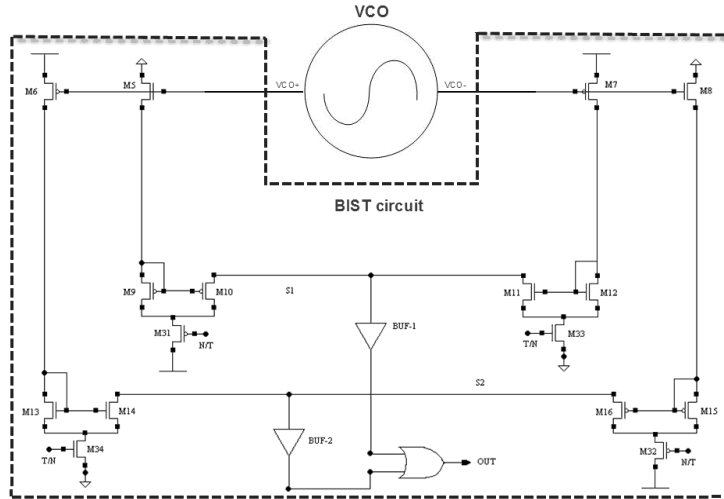 VCO
M6
M5
VCO+
VCO-
M7
M8
BIST circuit
M9
M10
S1
M11
M12
M31
N/T
BUF-1
T/N
M33
S2
M13
M14
M16
M15
BUF-2
T/N
M34
OUT
M32
N/T